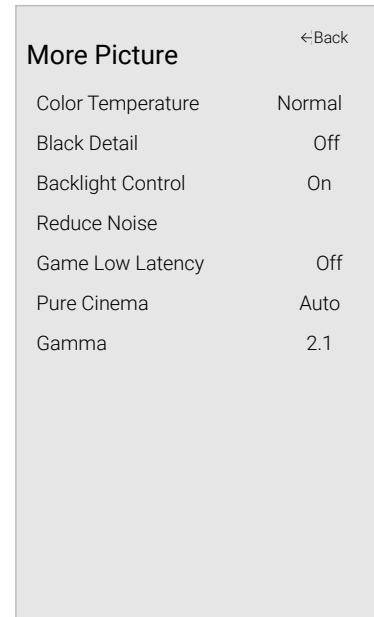 ←Back
More Picture
Color Temperature Normal
Black Detail Off
Backlight Control On
Reduce Noise
Game Low Latency Off
Pure Cinema Auto
Gamma 2.1